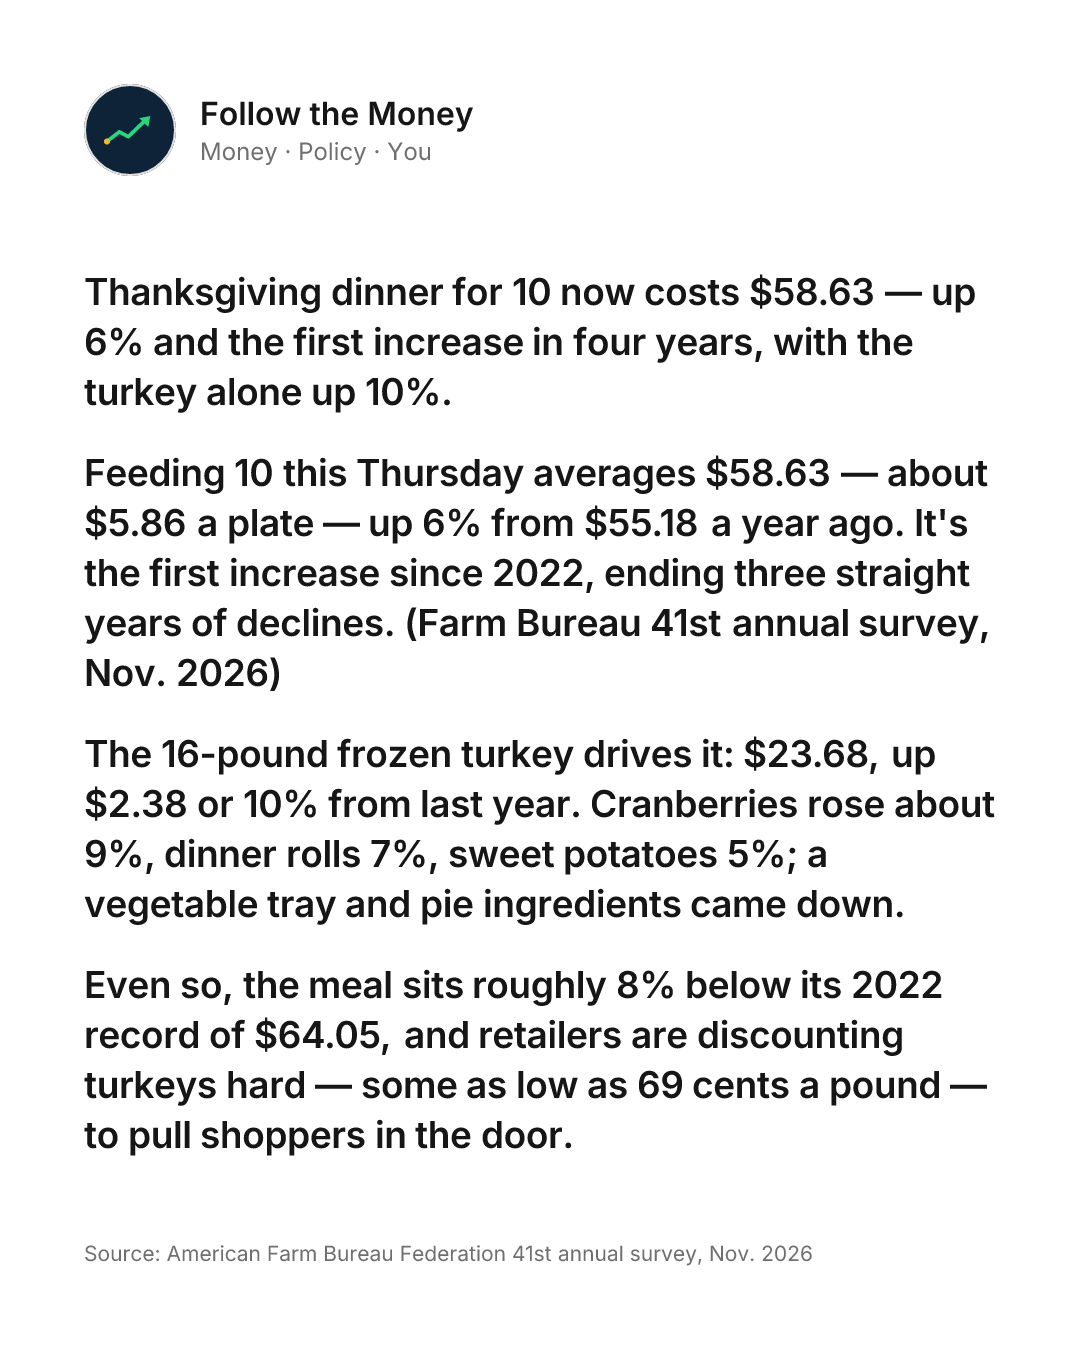 Follow the Money
Money · Policy · You
Thanksgiving dinner for 10 now costs $58.63 — up
6% and the first increase in four years, with the
turkey alone up 10%.
Feeding 10 this Thursday averages $58.63 — about
$5.86 a plate — up 6% from $55.18 a year ago. It's
the first increase since 2022, ending three straight
years of declines. (Farm Bureau 41st annual survey,
Nov. 2026)
The 16-pound frozen turkey drives it: $23.68, up
$2.38 or 10% from last year. Cranberries rose about
9%, dinner rolls 7%, sweet potatoes 5%; a
vegetable tray and pie ingredients came down.
Even so, the meal sits roughly 8% below its 2022
record of $64.05, and retailers are discounting
turkeys hard — some as low as 69 cents a pound —
to pull shoppers in the door.
Source: American Farm Bureau Federation 41st annual survey, Nov. 2026